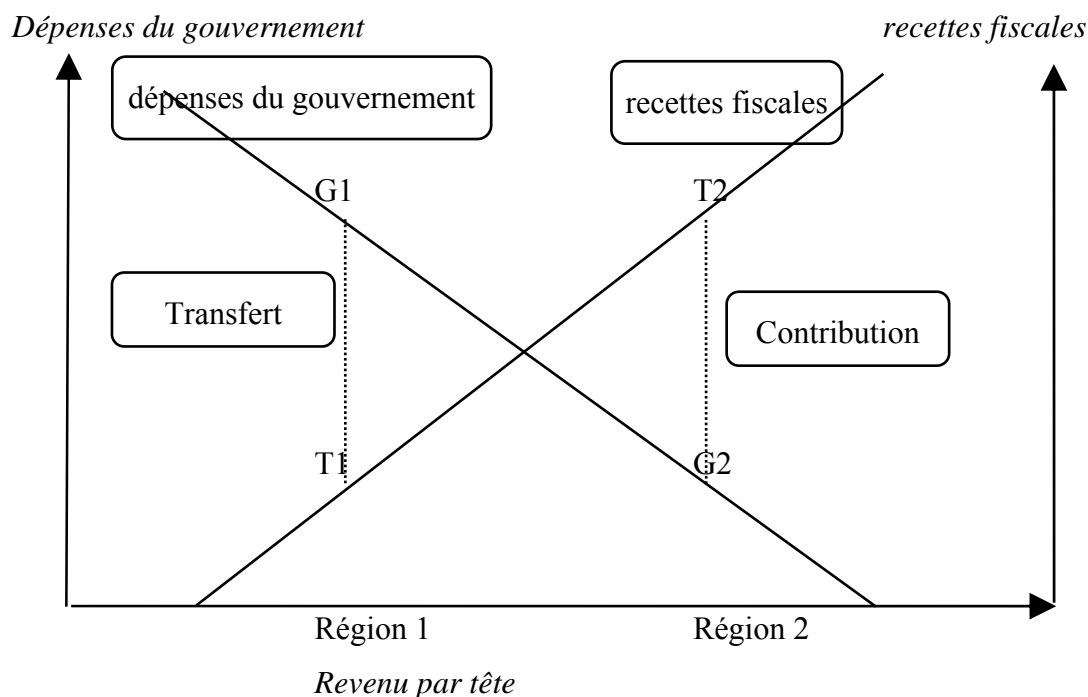 Dépenses du gouvernement
recettes fiscales
dépenses du gouvernement
recettes fiscales
G1
T2
Transfert
Contribution
T1
G2
Région 1
Région 2
Revenu par tête